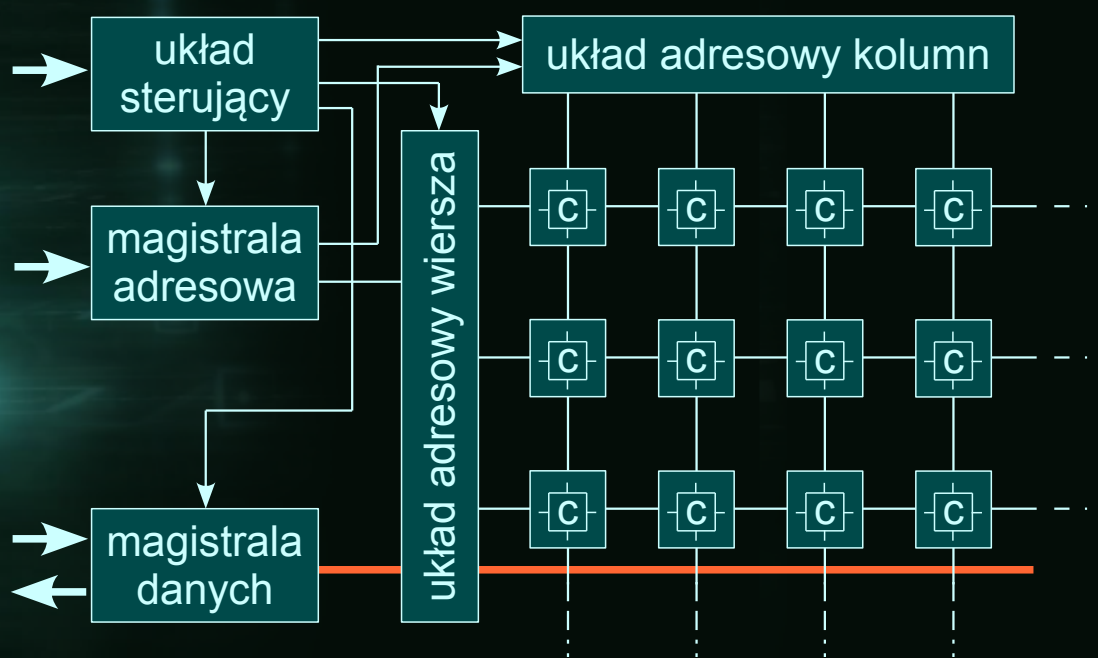 układ
sterujący
układ adresowy kolumn
magistrala
adresowa
układ adresowy wiersza
C C C C
C C C C
C C C C
magistrala
danych